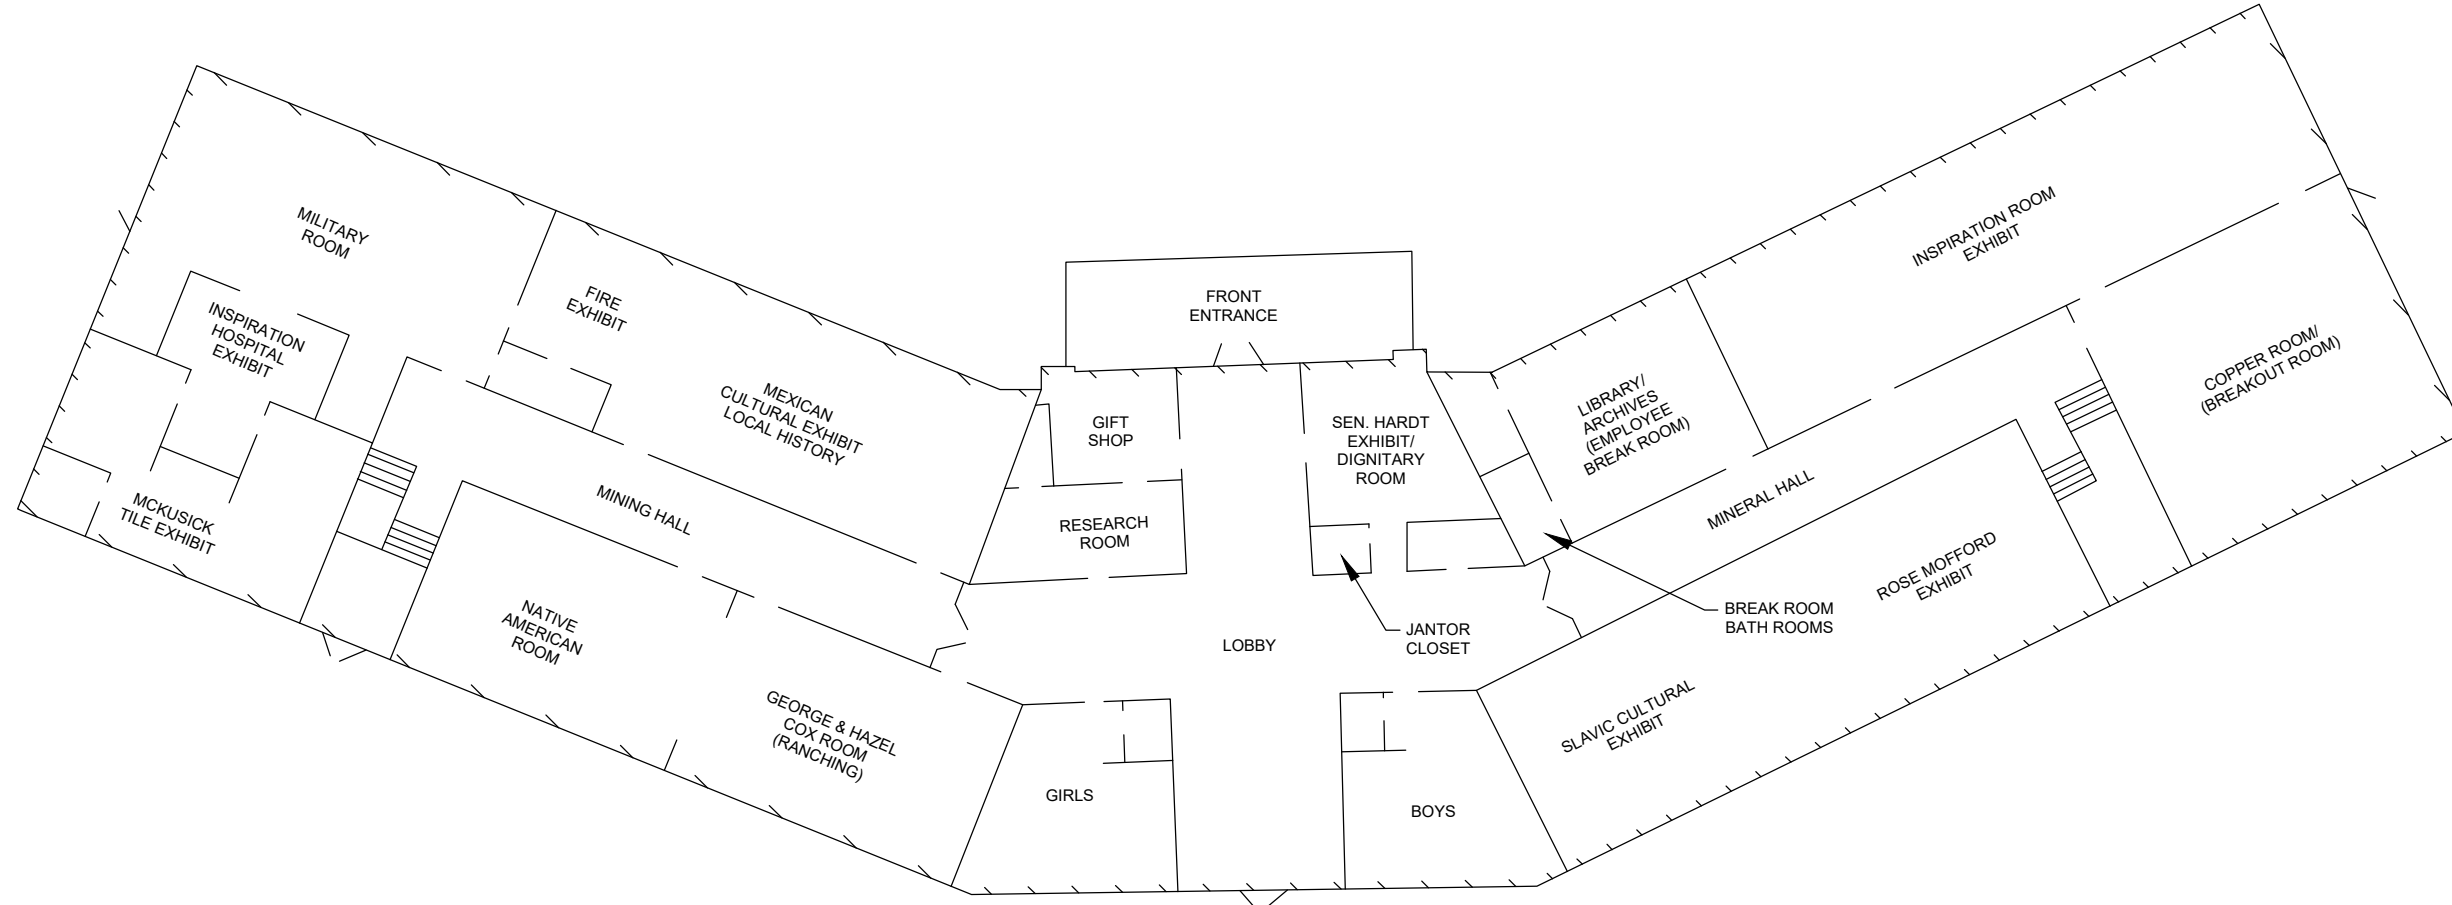 MILITARY
ROOM
INSPIRATION
HOSPITAL
EXHIBIT
MCKUSICK
TILE EXHIBIT
FIRE
EXHIBIT
MEXICAN
CULTURAL EXHIBIT
LOCAL HISTORY
MINING HALL
NATIVE
AMERICAN
ROOM
GEORGE & HAZEL
COX ROOM
(RANCHING)
FRONT
ENTRANCE
GIFT
SHOP
RESEARCH
ROOM
SEN. HARDT
EXHIBIT/
DIGNITARY
ROOM
LOBBY
JANTOR
CLOSET
GIRLS
BOYS
BREAK ROOM
BATH ROOMS
LIBRARY/
ARCHIVES
(EMPLOYEE
BREAK ROOM)
MINERAL HALL
INSPIRATION ROOM
EXHIBIT
COPPER ROOM/
(BREAKOUT ROOM)
ROSE MOFFORD
EXHIBIT
SLAVIC CULTURAL
EXHIBIT